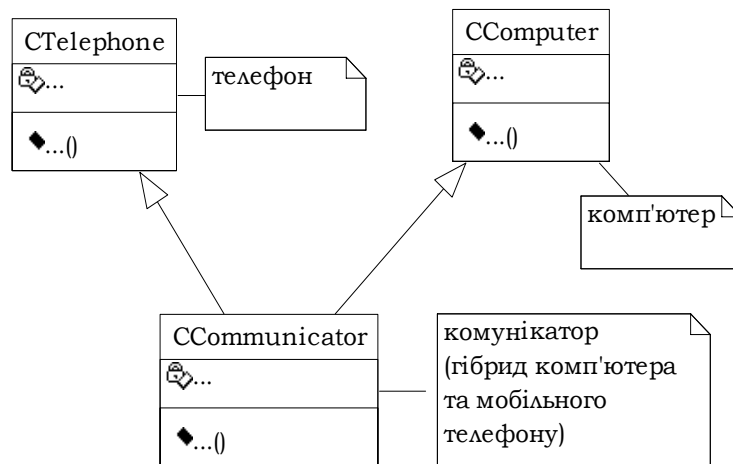 CTelephone
...
...()
телефон
CComputer
...
...()
комп'ютер
CCommunicator
...
...()
комунікатор
(гібрид комп'ютера
та мобільного
телефону)